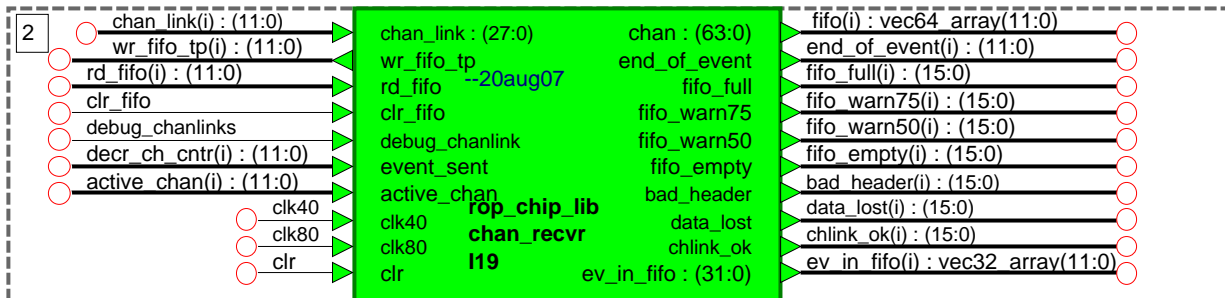 2
chan_link(i) : (11:0)
wr_fifo_tp(i) : (11:0)
rd_fifo(i) : (11:0)
clr_fifo
debug_chanlinks
decr_ch_cntr(i) : (11:0)
active_chan(i) : (11:0)
clk40
clk80
clr
chan_link : (27:0)
wr_fifo_tp
rd_fifo
clr_fifo
debug_chanlink
event_sent
active_chan
clk40
clk80
clr
--20aug07
rop_chip_lib
chan_recvr
I19
chan : (63:0)
end_of_event
fifo_full
fifo_warn75
fifo_warn50
fifo_empty
bad_header
data_lost
chlink_ok
ev_in_fifo : (31:0)
fifo(i) : vec64_array(11:0)
end_of_event(i) : (11:0)
fifo_full(i) : (15:0)
fifo_warn75(i) : (15:0)
fifo_warn50(i) : (15:0)
fifo_empty(i) : (15:0)
bad_header(i) : (15:0)
data_lost(i) : (15:0)
chlink_ok(i) : (15:0)
ev_in_fifo(i) : vec32_array(11:0)